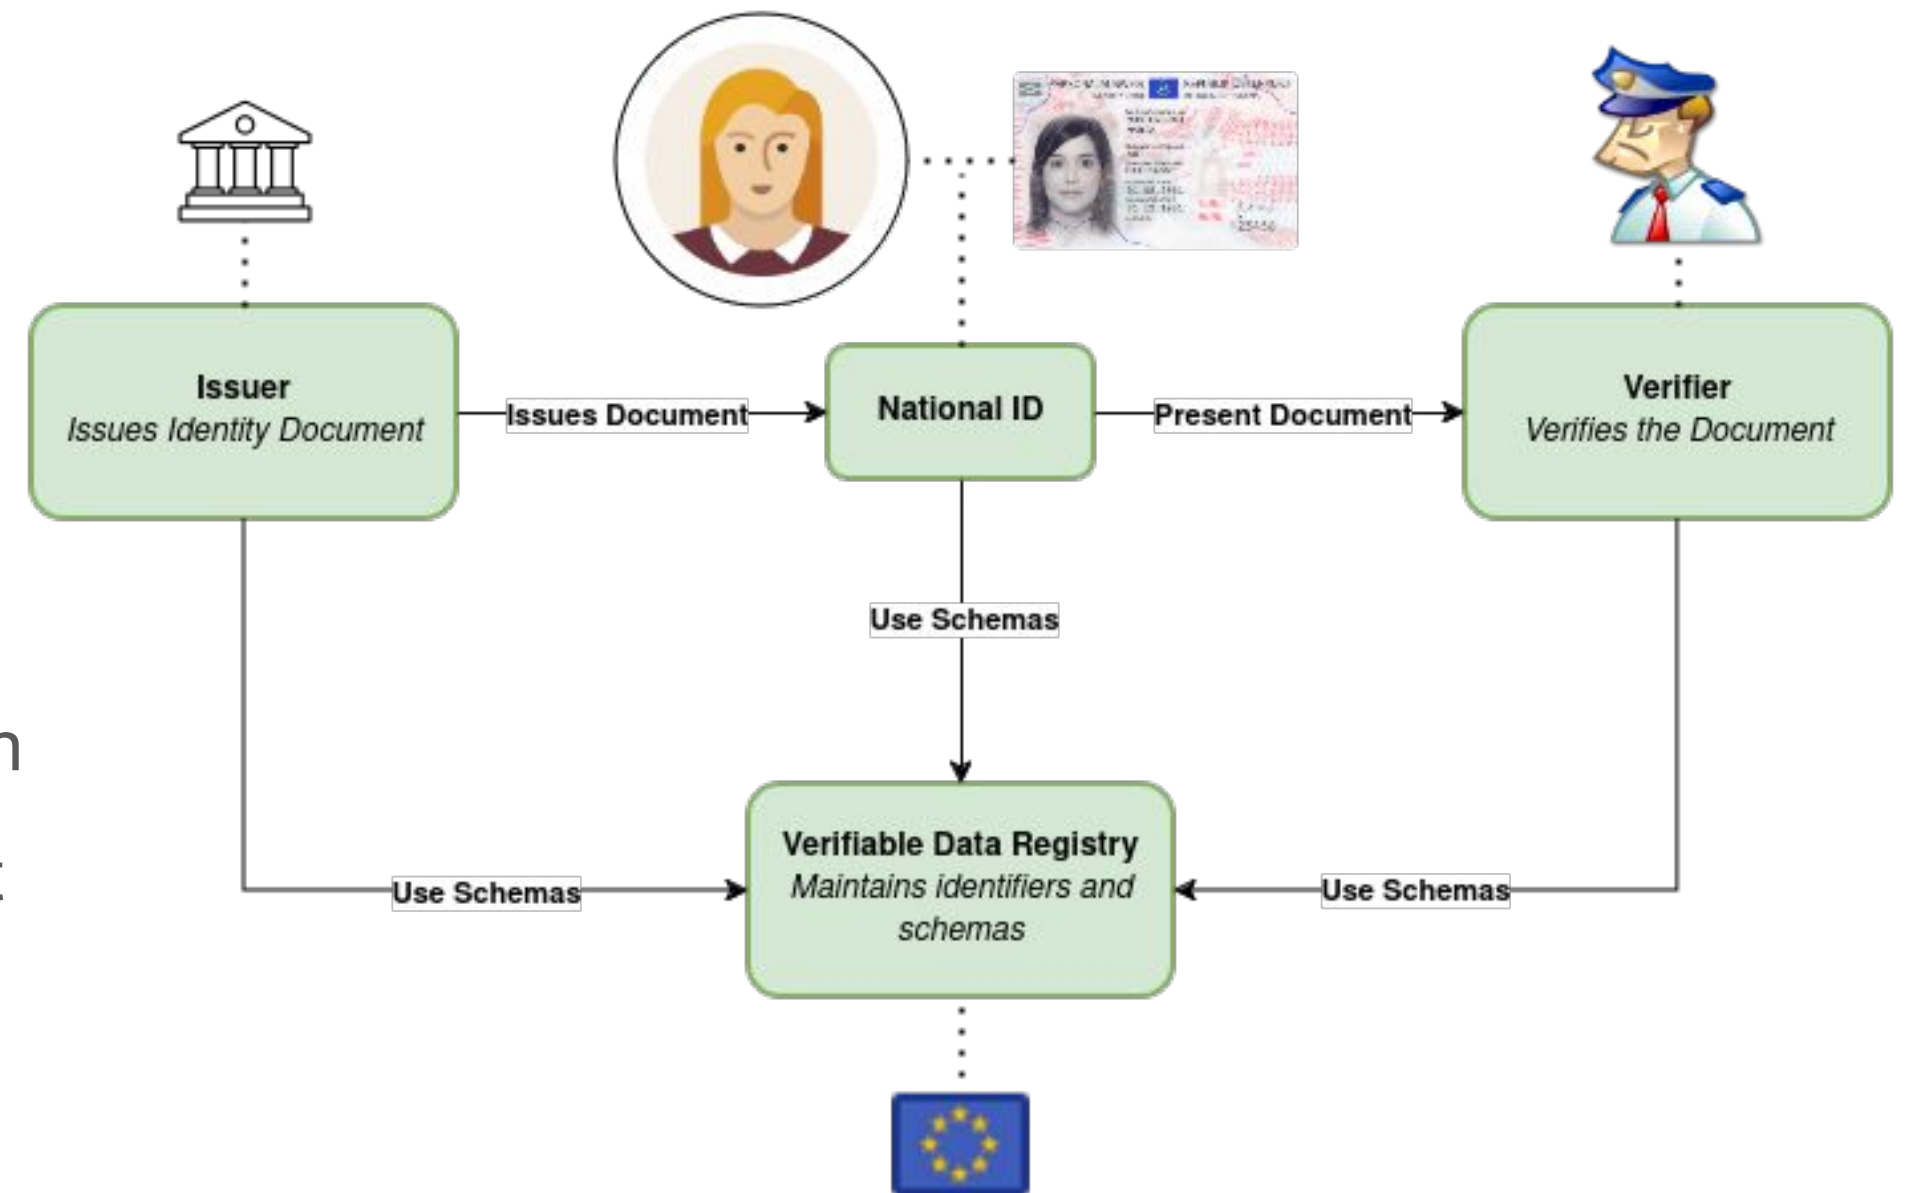 Issuer
Issues Identity Document
Issues Document
National ID
Present Document
Verifier
Verifies the Document
Use Schemas
n
Verifiable Data Registry
Maintains identifiers and
schemas
Use Schemas
Use Schemas